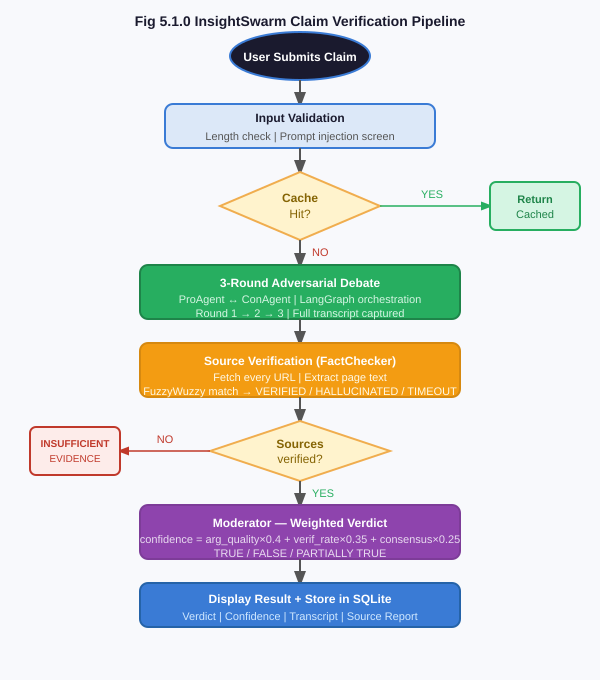 Fig 5.1.0 InsightSwarm Claim Verification Pipeline
User Submits Claim
Input Validation
Length check | Prompt injection screen
Cache
Hit?
YES
Return
Cached
NO
3-Round Adversarial Debate
ProAgent ↔ ConAgent | LangGraph orchestration
Round 1 → 2 → 3 | Full transcript captured
Source Verification (FactChecker)
Fetch every URL | Extract page text
FuzzyWuzzy match → VERIFIED / HALLUCINATED / TIMEOUT
Sources
verified?
NO
INSUFFICIENT
EVIDENCE
YES
Moderator — Weighted Verdict
confidence = arg_quality×0.4 + verif_rate×0.35 + consensus×0.25
TRUE / FALSE / PARTIALLY TRUE
Display Result + Store in SQLite
Verdict | Confidence | Transcript | Source Report